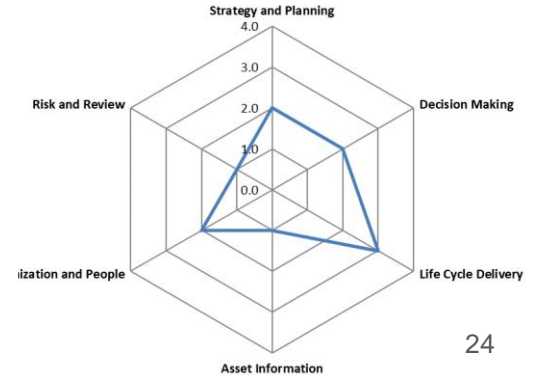 Strategy and Planning
4.0
3.0
Risk and Review
2.0
Decision Making
1.0
0.0
ization and People
Life Cycle Delivery
24
Asset Information